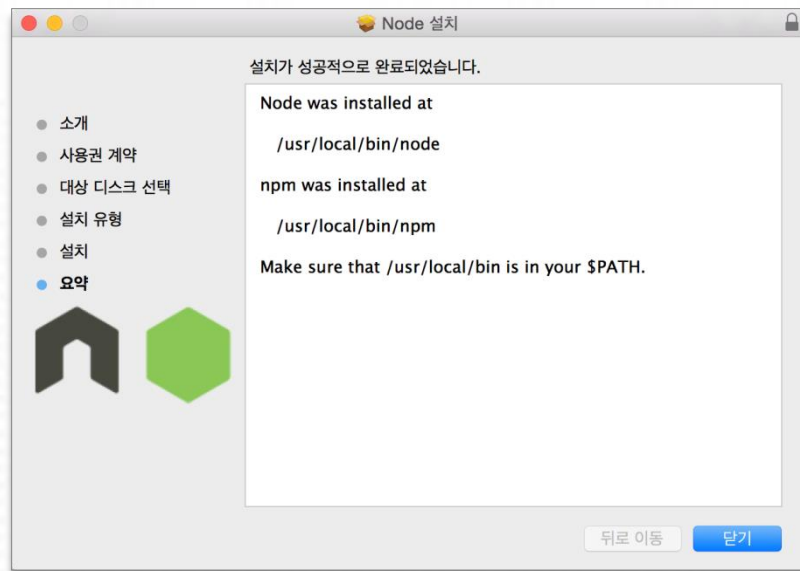 Node 설치
설치가 성공적으로 완료되었습니다.
소개
사용권 계약
대상 디스크 선택
설치 유형
설치
요약
Node was installed at
/usr/local/bin/node
npm was installed at
/usr/local/bin/npm
Make sure that /usr/local/bin is in your $PATH.
뒤로 이동
닫기